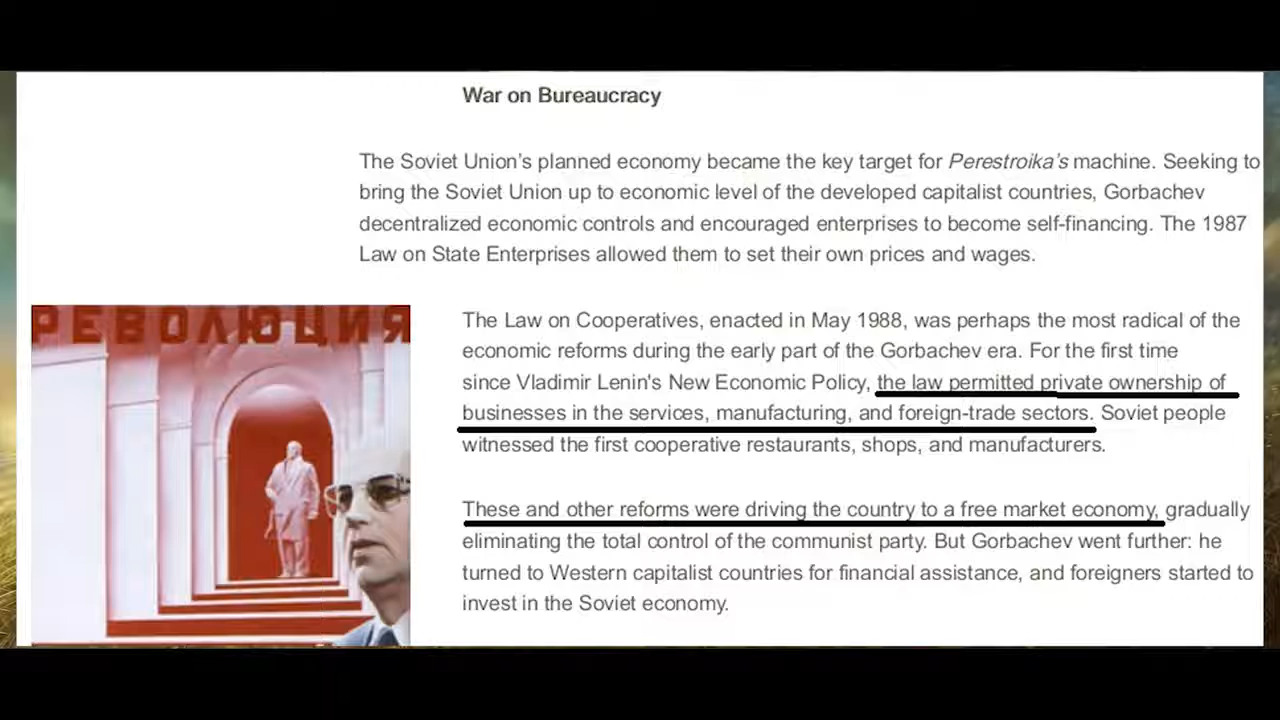 War on Bureaucracy
The Soviet Union’s planned economy became the key target for Perestroika’s machine. Seeking to
bring the Soviet Union up to economic level of the developed capitalist countries, Gorbachev
decentralized economic controls and encouraged enterprises to become self-financing. The 1987
Law on State Enterprises allowed them to set their own prices and wages.
РЕВОЛЮЦИЯ
The Law on Cooperatives, enacted in May 1988, was perhaps the most radical of the
economic reforms during the early part of the Gorbachev era. For the first time
since Vladimir Lenin's New Economic Policy, the law permitted private ownership of
businesses in the services, manufacturing, and foreign-trade sectors. Soviet people
witnessed the first cooperative restaurants, shops, and manufacturers.
These and other reforms were driving the country to a free market economy, gradually
eliminating the total control of the communist party. But Gorbachev went further: he
turned to Western capitalist countries for financial assistance, and foreigners started to
invest in the Soviet economy.